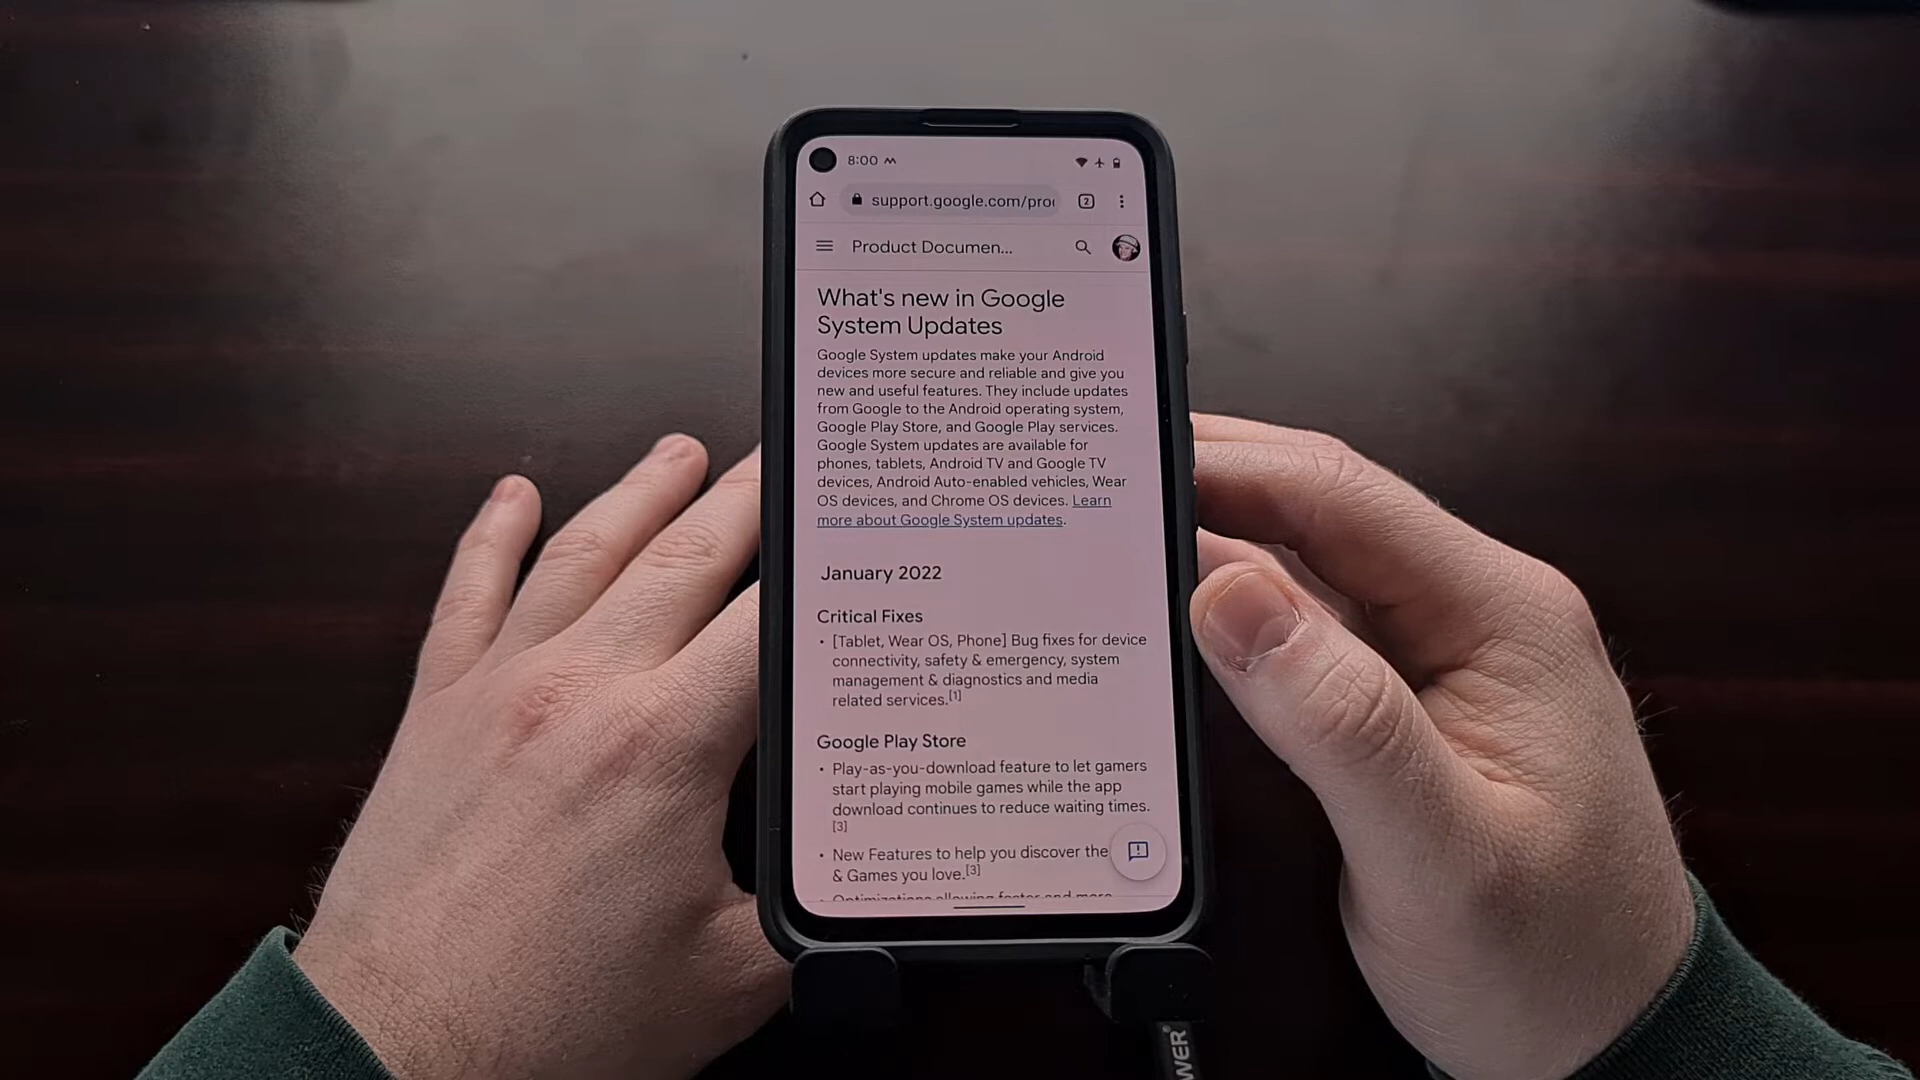 8:00
support.google.com/pro
2
Product Documen...
What's new in Google
System Updates
Google System updates make your Android
devices more secure and reliable and give you
new and useful features. They include updates
from Google to the Android operating system,
Google Play Store, and Google Play services.
Google System updates are available for
phones, tablets, Android TV and Google TV
devices, Android Auto-enabled vehicles, Wear
OS devices, and Chrome OS devices. Learn
more about Google System updates.
January 2022
Critical Fixes
• [Tablet, Wear OS, Phone] Bug fixes for device
connectivity, safety & emergency, system
management & diagnostics and media
related services.[1]
Google Play Store
• Play-as-you-download feature to let gamers
start playing mobile games while the app
download continues to reduce waiting times.
[3]
• New Features to help you discover the
& Games you love.[3]
• Optimizations allowing faster and more
WER